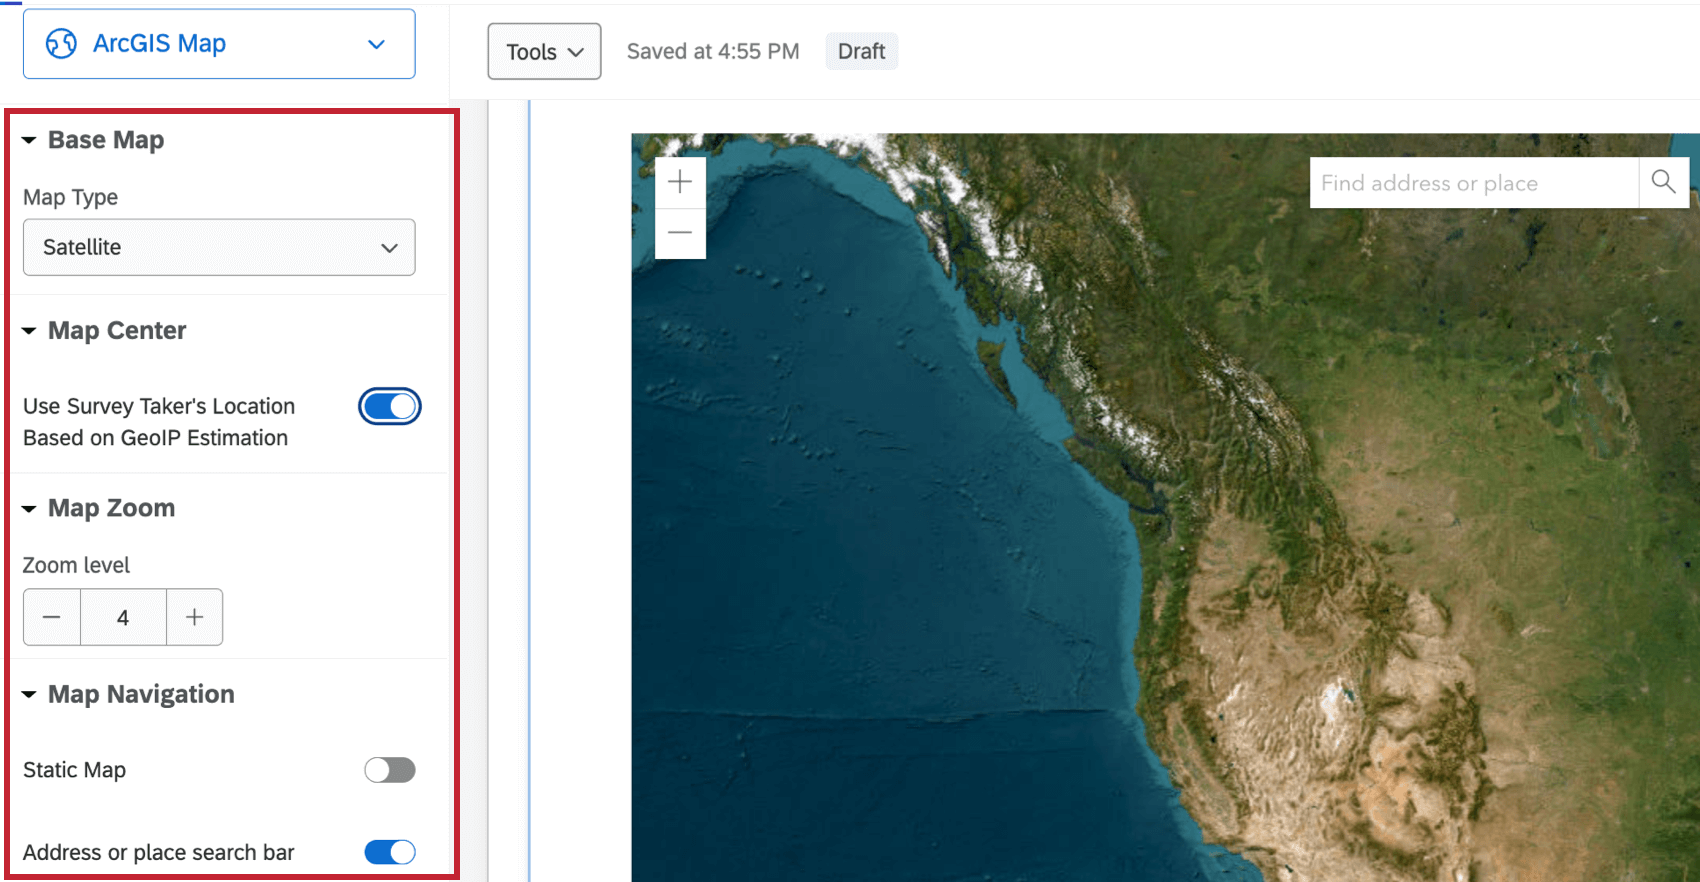 ArcGIS Map
Tools
Saved at 4:55 PM
Draft
Base Map
Map Type
Satellite
Map Center
Use Survey Taker's Location
Based on GeoIP Estimation
Map Zoom
Zoom level
− 4 +
Map Navigation
Static Map
Address or place search bar
+
−
Find address or place